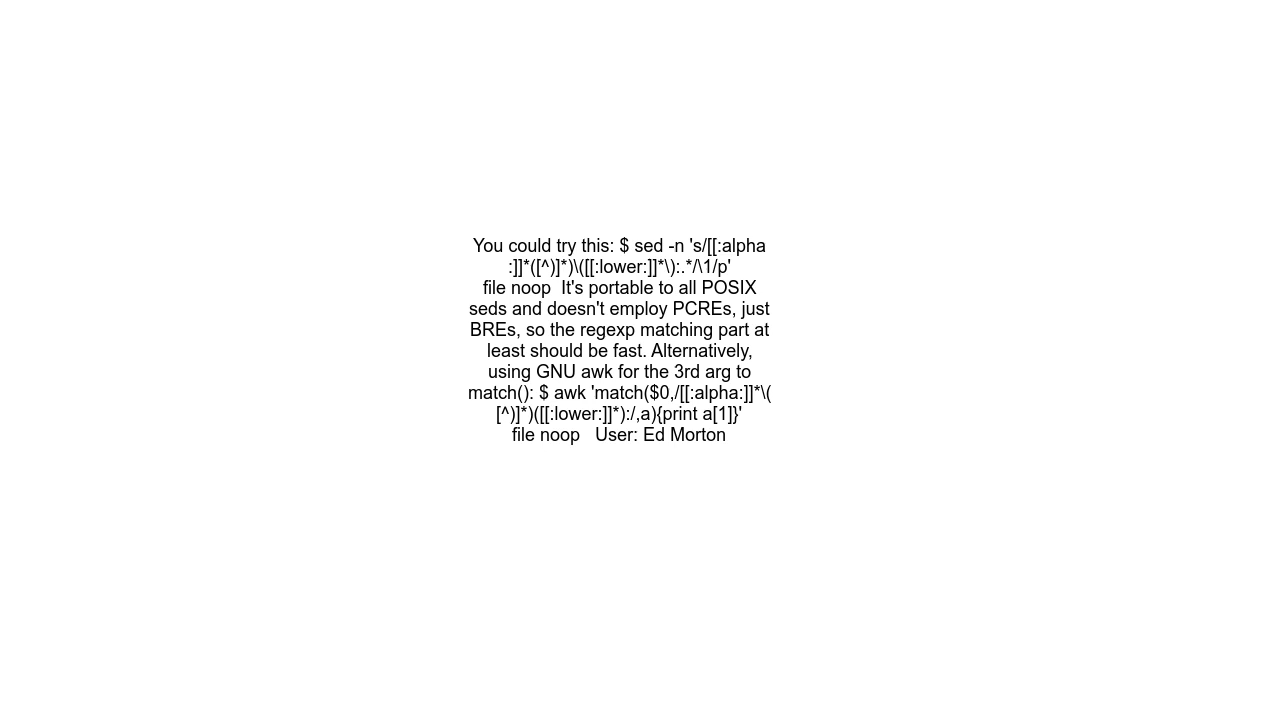 You could try this: $ sed -n 's/[[:alpha
:]]*([^)]*)\([[:lower:]]*\):.*/\1/p'
file noop  It's portable to all POSIX
seds and doesn't employ PCREs, just
BREs, so the regexp matching part at
least should be fast. Alternatively,
using GNU awk for the 3rd arg to
match(): $ awk 'match($0,/[[:alpha:]]*\(
[^)]*)([[:lower:]]*):/,a){print a[1]}'
file noop   User: Ed Morton